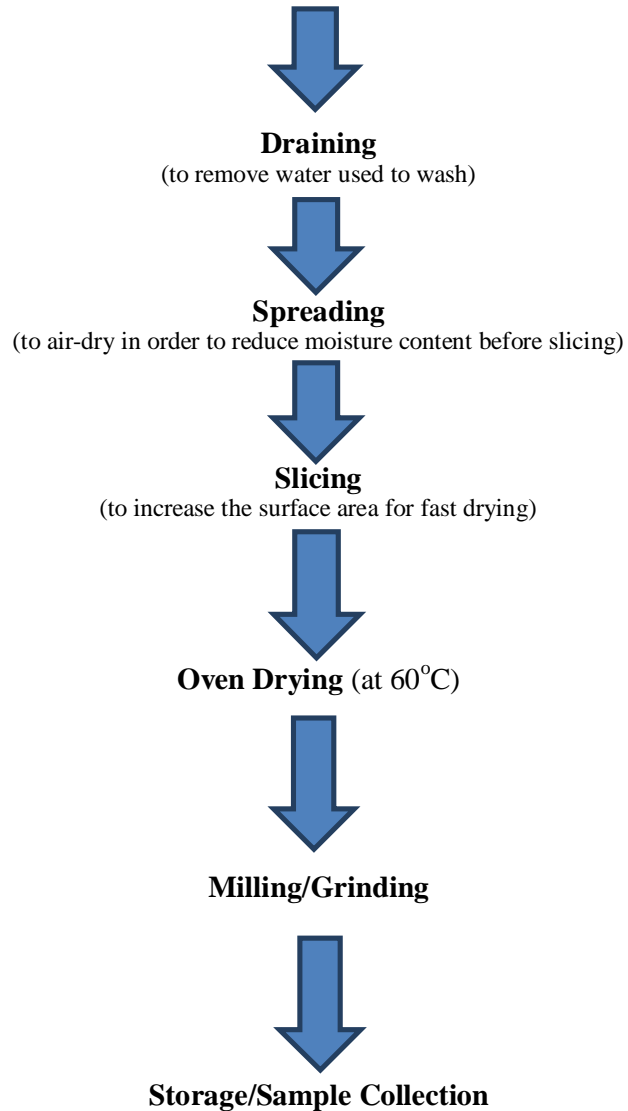 Draining
(to remove water used to wash)
Spreading
(to air-dry in order to reduce moisture content before slicing)
Slicing
(to increase the surface area for fast drying)
Oven Drying (at 60°C)
Milling/Grinding
Storage/Sample Collection